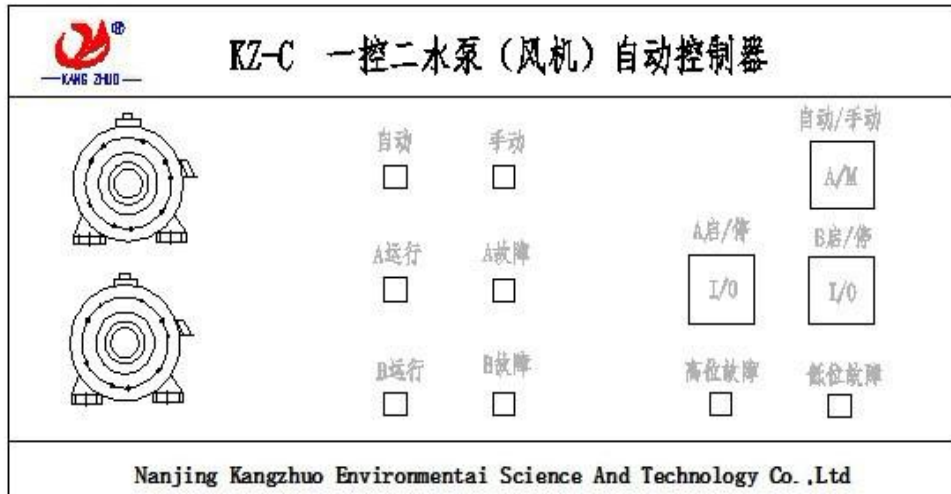 ®
KANG ZHUO
KZ-C 一控二水泵（风机）自动控制器
自动 手动 自动/手动
A/M
A运行 A故障 A启/停 B启/停
I/O I/O
B运行 B故障 高位故障 低位故障
Nanjing Kangzhuo Environmentai Science And Technology Co.,Ltd